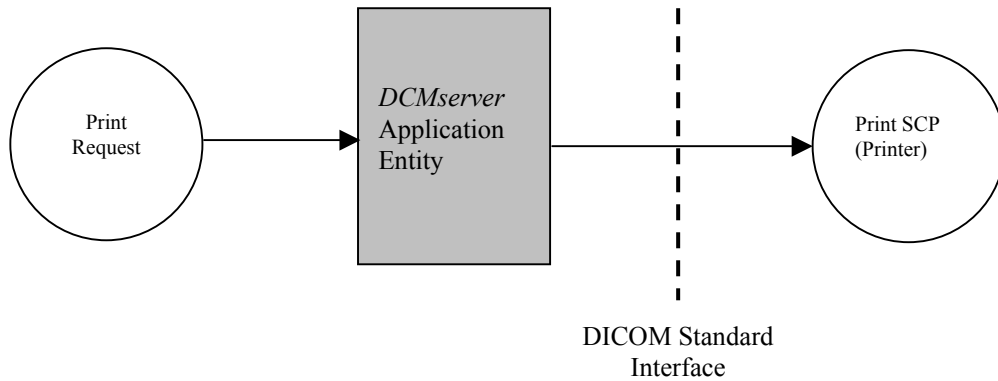 Print
Request
DCMserver
Application
Entity
Print SCP
(Printer)
DICOM Standard
Interface